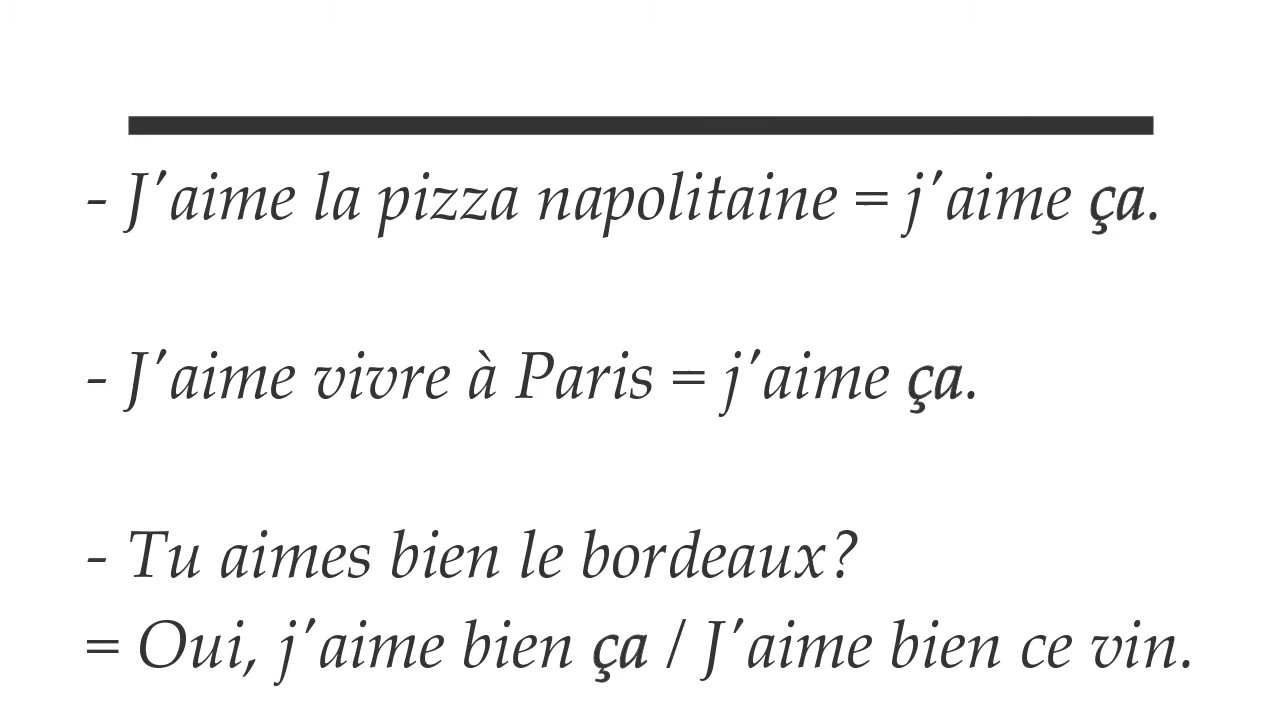 - J'aime la pizza napolitaine = j'aime ça.
- J'aime vivre à Paris = j'aime ça.
- Tu aimes bien le bordeaux?
= Oui, j'aime bien ça / J'aime bien ce vin.